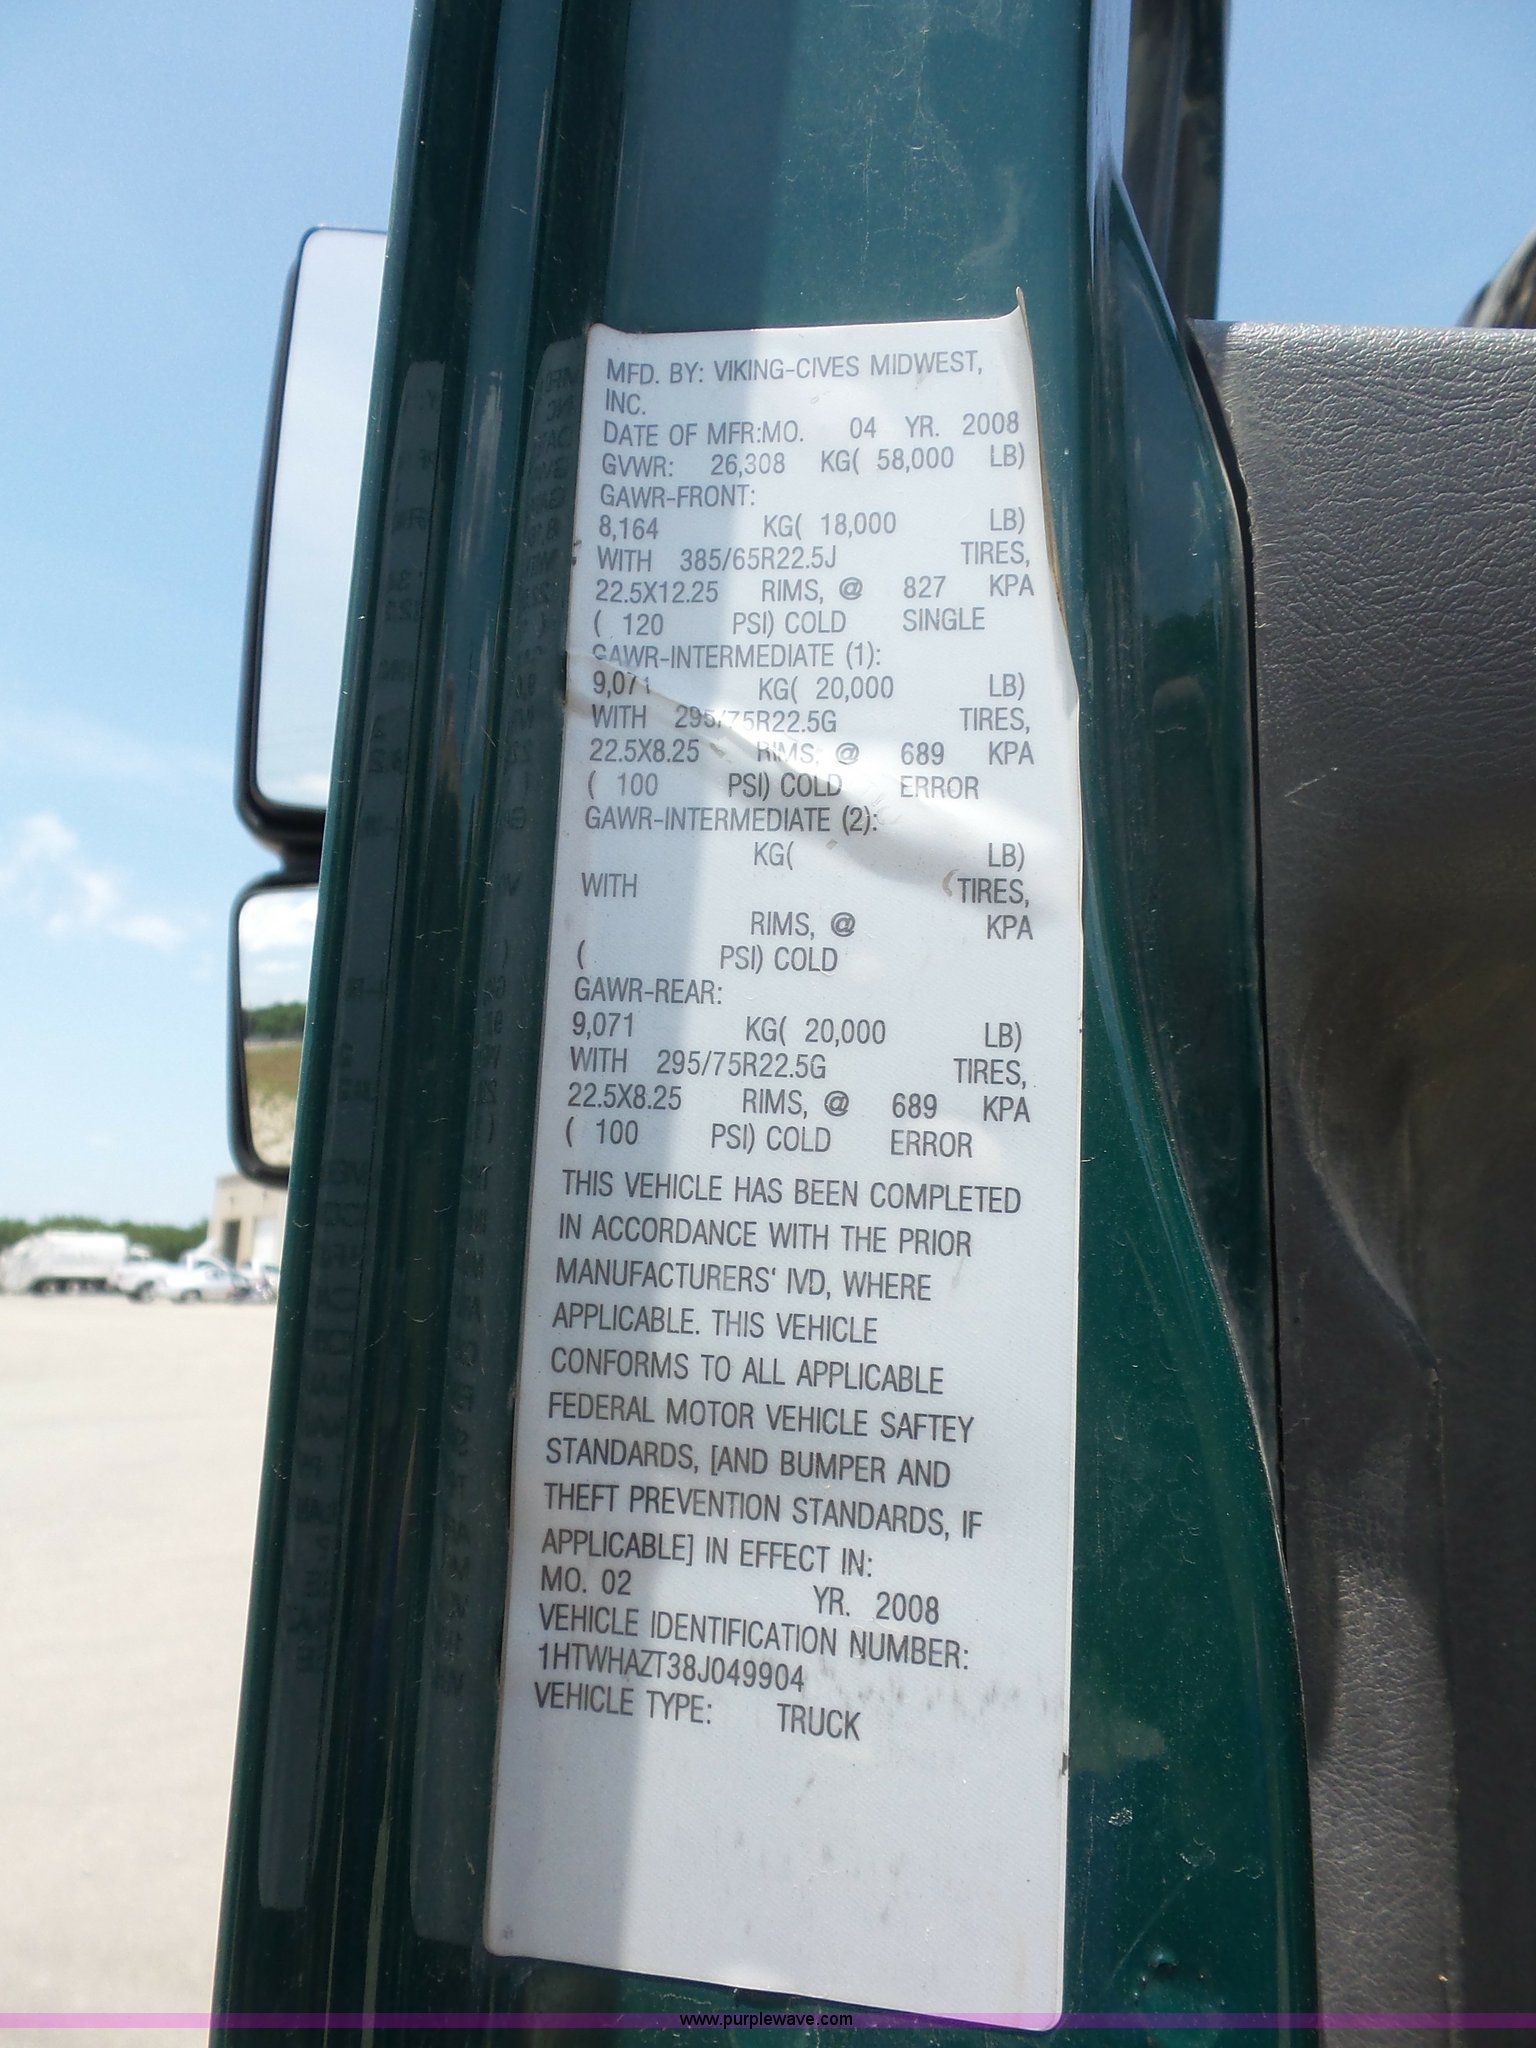 MFD. BY: VIKING-CIVES MIDWEST,
INC.
DATE OF MFR:MO. 04 YR. 2008
GVWR: 26,308 KG( 58,000 LB)
GAWR-FRONT:
8,164 KG( 18,000 LB)
WITH 385/65R22.5J TIRES,
22.5X12.25 RIMS, @ 827 KPA
( 120 PSI) COLD SINGLE
GAWR-INTERMEDIATE (1):
9,071 KG( 20,000 LB)
WITH 295/75R22.5G TIRES,
22.5X8.25 RIMS, @ 689 KPA
( 100 PSI) COLD ERROR
GAWR-INTERMEDIATE (2):
KG( LB)
WITH TIRES,
RIMS, @ KPA
( PSI) COLD
GAWR-REAR:
9,071 KG( 20,000 LB)
WITH 295/75R22.5G TIRES,
22.5X8.25 RIMS, @ 689 KPA
( 100 PSI) COLD ERROR
THIS VEHICLE HAS BEEN COMPLETED
IN ACCORDANCE WITH THE PRIOR
MANUFACTURERS' IVD, WHERE
APPLICABLE. THIS VEHICLE
CONFORMS TO ALL APPLICABLE
FEDERAL MOTOR VEHICLE SAFTEY
STANDARDS, [AND BUMPER AND
THEFT PREVENTION STANDARDS, IF
APPLICABLE] IN EFFECT IN:
MO. 02 YR. 2008
VEHICLE IDENTIFICATION NUMBER:
1HTWHAZT38J049904
VEHICLE TYPE: TRUCK
www.purplewave.com